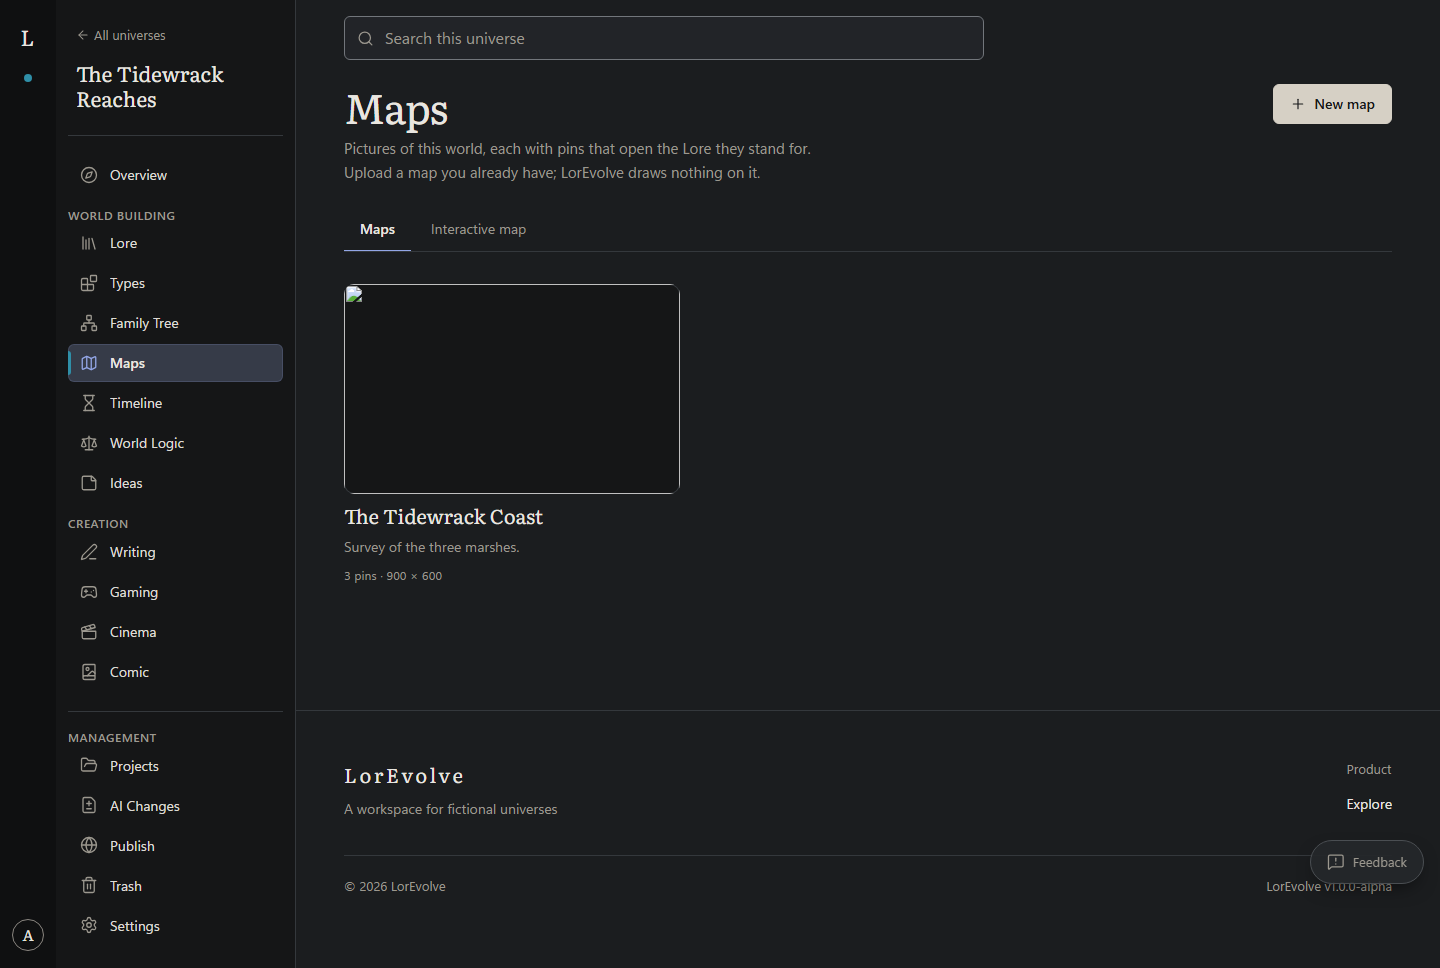 L
All universes
The Tidewrack
Reaches
Overview
WORLD BUILDING
Lore
Types
Family Tree
Maps
Timeline
World Logic
Ideas
CREATION
Writing
Gaming
Cinema
Comic
MANAGEMENT
Projects
AI Changes
Publish
Trash
Settings
A
Search this universe
Maps
New map
Pictures of this world, each with pins that open the Lore they stand for.
Upload a map you already have; LorEvolve draws nothing on it.
Maps
Interactive map
The Tidewrack Coast
Survey of the three marshes.
3 pins · 900 × 600
LorEvolve
A workspace for fictional universes
Product
Explore
Feedback
© 2026 LorEvolve
LorEvolve v1.0.0-alpha